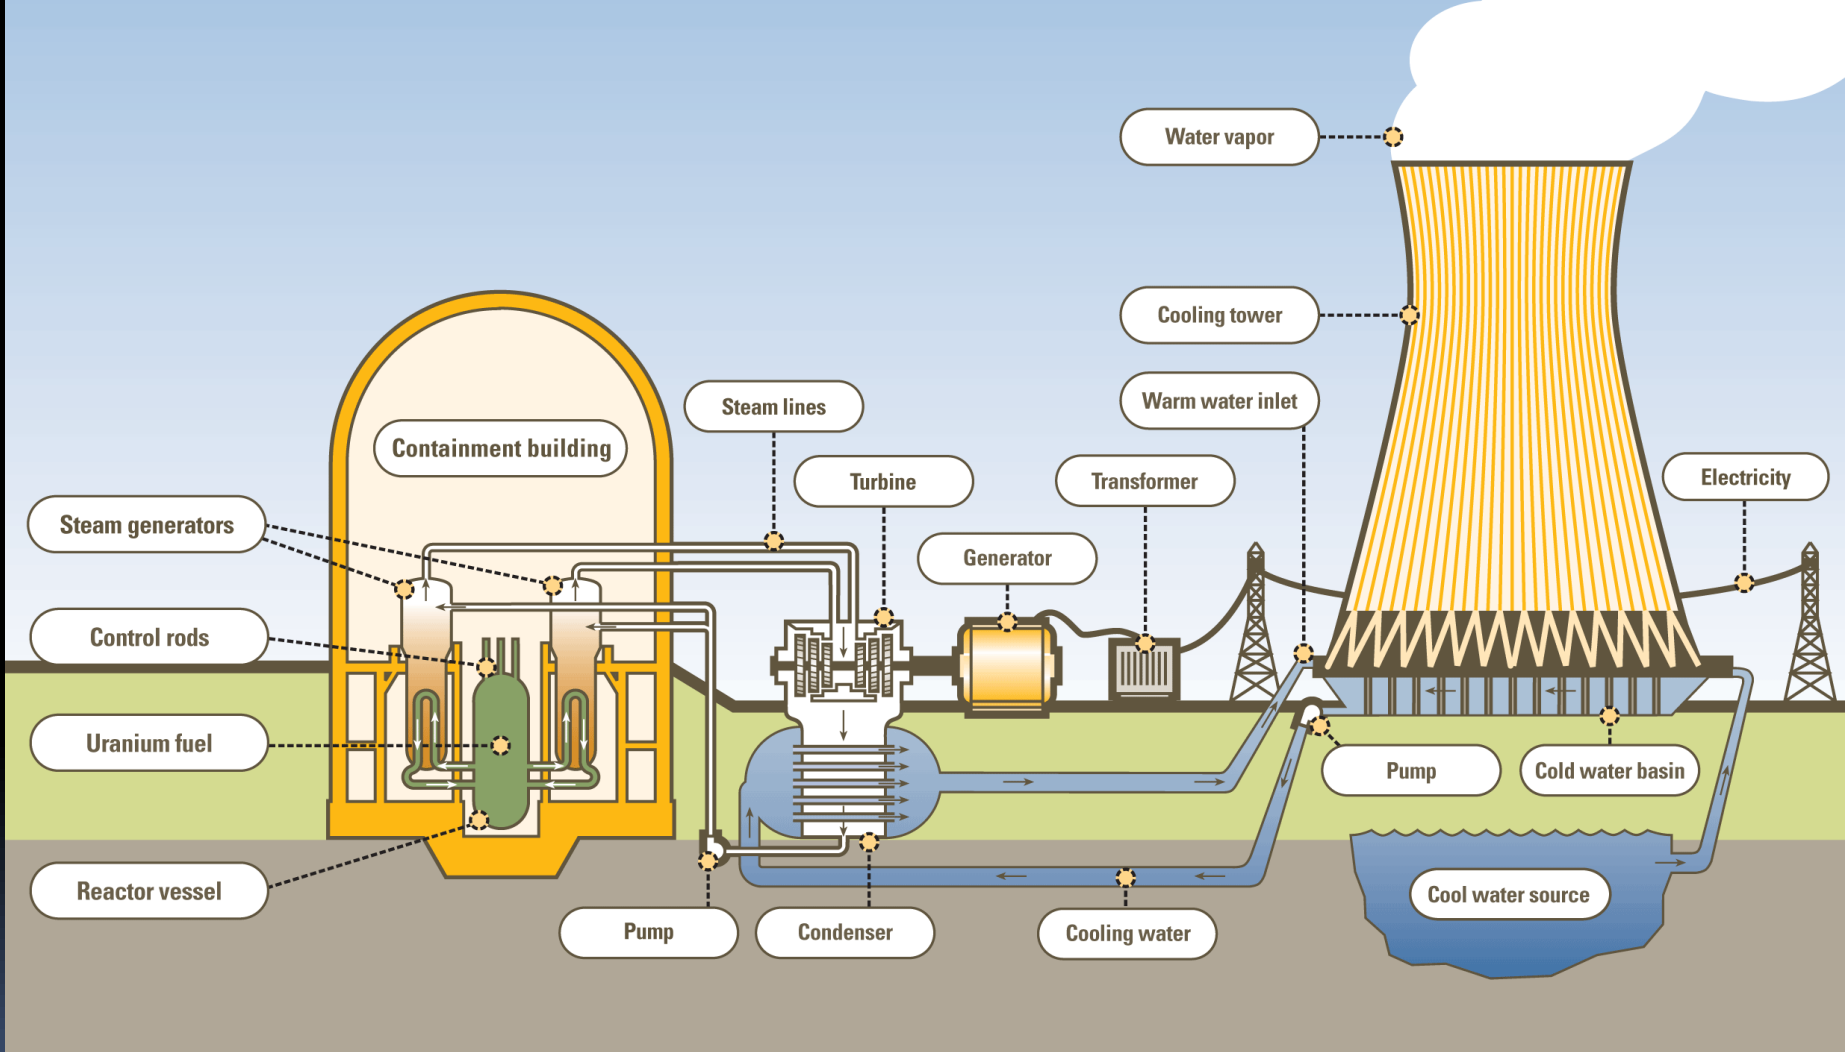 Water vapor
Cooling tower
Steam lines
Warm water inlet
Containment building
Turbine
Transformer
Electricity
Steam generators
Generator
Control rods
Uranium fuel
Pump
Cold water basin
Reactor vessel
Cool water source
Pump
Condenser
Cooling water